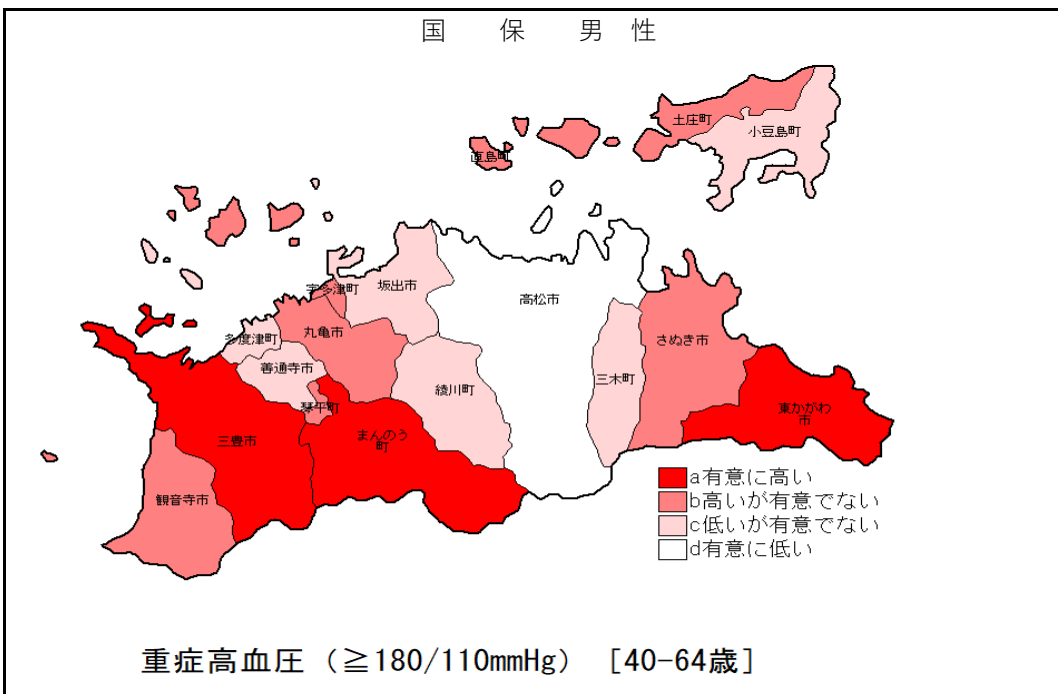 国 保 男 性
土庄町
小豆島町
直島町
坂出市
宇多津町
高松市
丸亀市
多度津町
さぬき市
善通寺市
三木町
綾川町
琴平町
東かがわ
市
まんのう
町
三豊市
観音寺市
a有意に高い
b高いが有意でない
c低いが有意でない
d有意に低い
重症高血圧（≧180/110mmHg）［40-64歳］